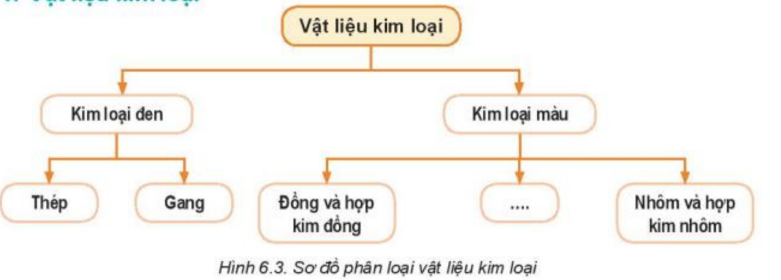 Vật liệu kim loại
Kim loại đen
Kim loại màu
Thép
Gang
Đồng và hợp
kim đồng
....
Nhôm và hợp
kim nhôm
Hình 6.3. Sơ đồ phân loại vật liệu kim loại